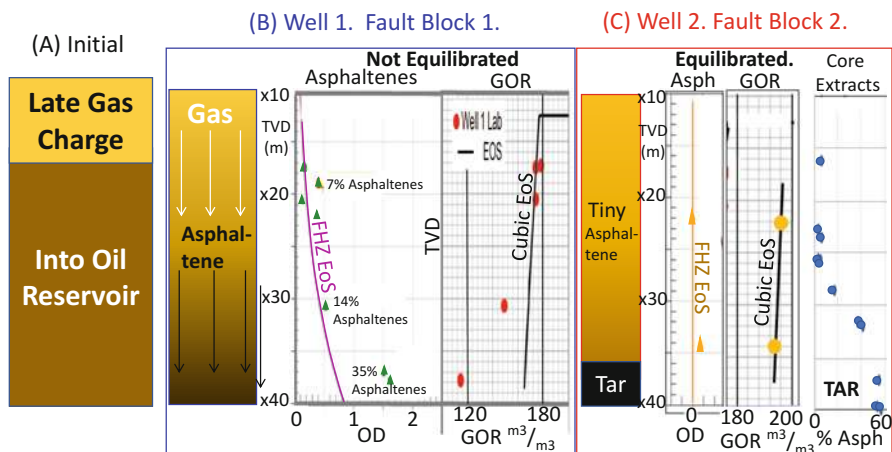 (A) Initial
Late Gas
Charge
Into Oil
Reservoir
(B) Well 1. Fault Block 1.
Not Equilibrated
Asphaltenes
GOR
Gas
Asphal-
tene
x10
TVD
(m)
x20
x30
x40
7% Asphaltenes
14%
Asphaltenes
35%
Asphaltenes
FHZ EoS
0 1 2
OD
TVD
Well 1 Lab
EOS
Cubic EoS
120 180
GOR m3/m3
(C) Well 2. Fault Block 2.
Equilibrated.
Asph
GOR
Core
Extracts
Tiny
Asphal-
tene
Tar
x10
TVD
(m)
x20
x30
x40
FHZ EoS
0
OD
Cubic EoS
180 200
GOR m3/m3
TAR
0 60
% Asph